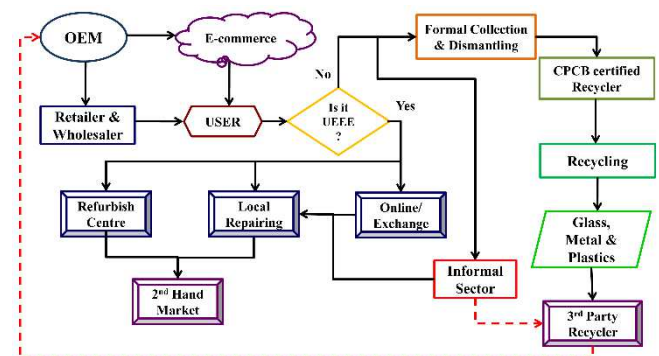 OEM
E-commerce
Formal Collection
& Dismantling
No
Is it
UEEE
?
Yes
CPCB certified
Recycler
Retailer &
Wholesaler
USER
Recycling
Refurbish
Centre
Local
Repairing
Online/
Exchange
Glass,
Metal &
Plastics
Informal
Sector
2nd Hand
Market
3rd Party
Recycler